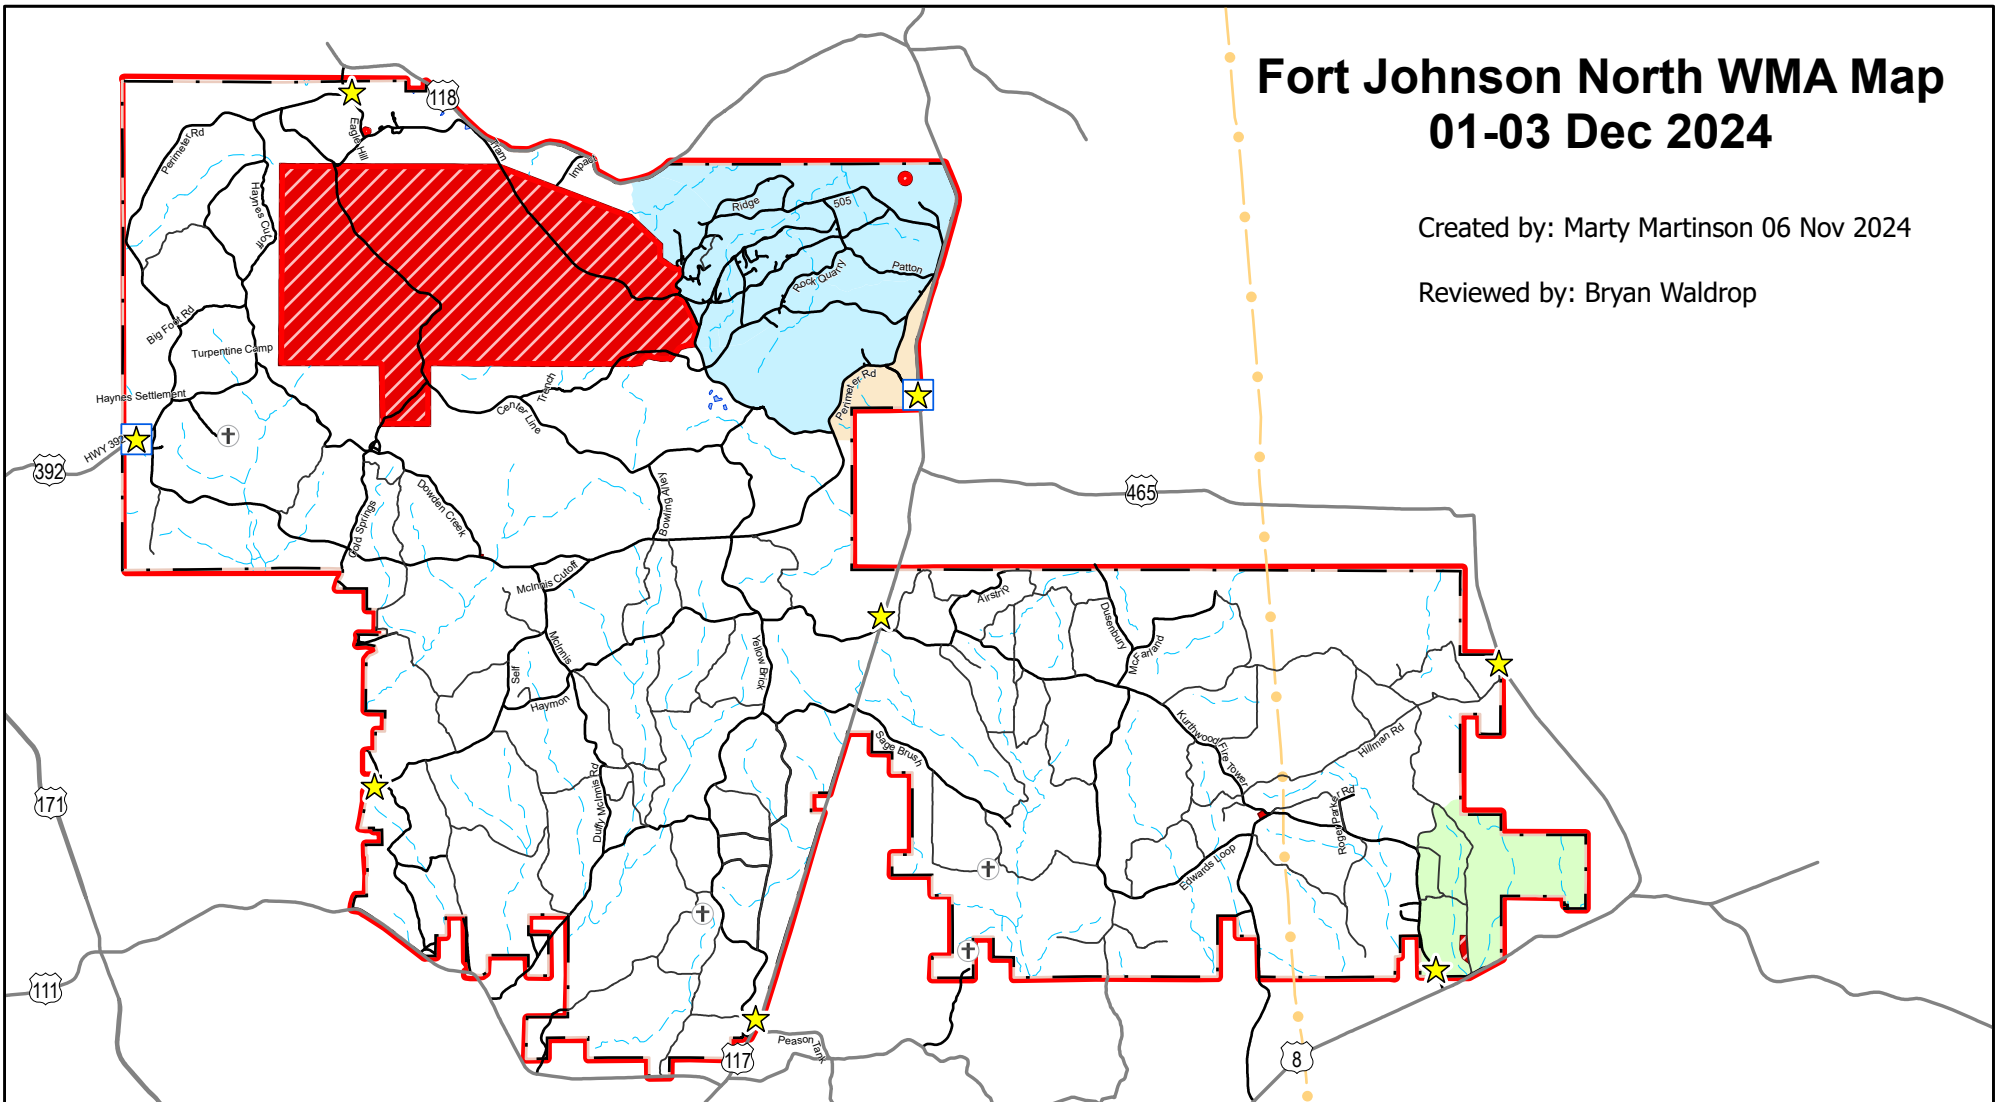 Fort Johnson North WMA Map
01-03 Dec 2024
Created by: Marty Martinson 06 Nov 2024
Reviewed by: Bryan Waldrop
118
Perimeter Rd
Eagle Hill
Tram
Impact
Haynes Cutoff
Ridge
505
Rock Quarry
Patton
Big Foot Rd
Turpentine Camp
Haynes Settlement
HWY 392
392
Trench
Center Line
Perimeter Rd
Bowling Alley
Dowden Creek
Gold Springs
465
McInnis Cutoff
Airstrip
Dusenbury
McFarland
McInnis
Self
Haymon
Yellow Brick
Sage Brush
Kurthwood Fire Tower
Hillman Rd
171
Duffy McInnis Rd
Roger Parker Rd
Edwards Loop
111
117
Peason Tank
8